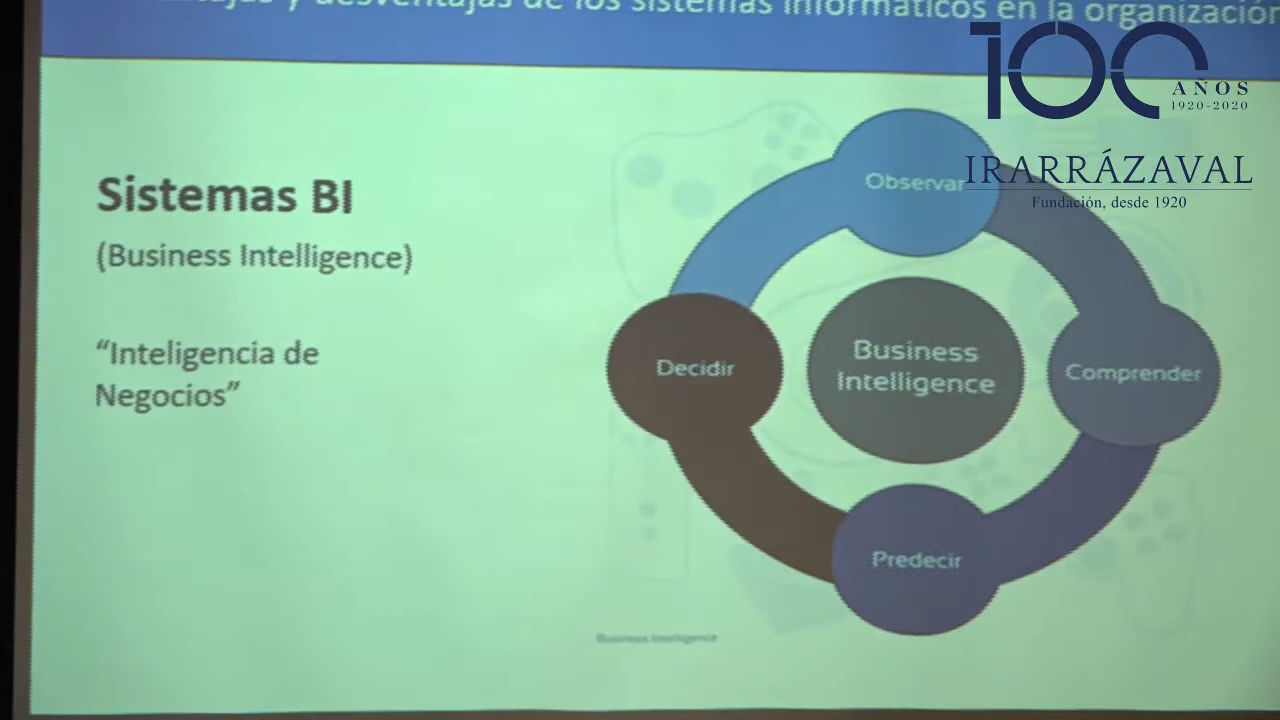 y desventajas de los sistemas informáticos en la organización
100
AÑOS
1920-2020
IRARRÁZAVAL
Fundación, desde 1920
Sistemas BI
(Business Intelligence)
“Inteligencia de
Negocios”
Observar
Decidir
Business
Intelligence
Comprender
Predecir
Business Intelligence